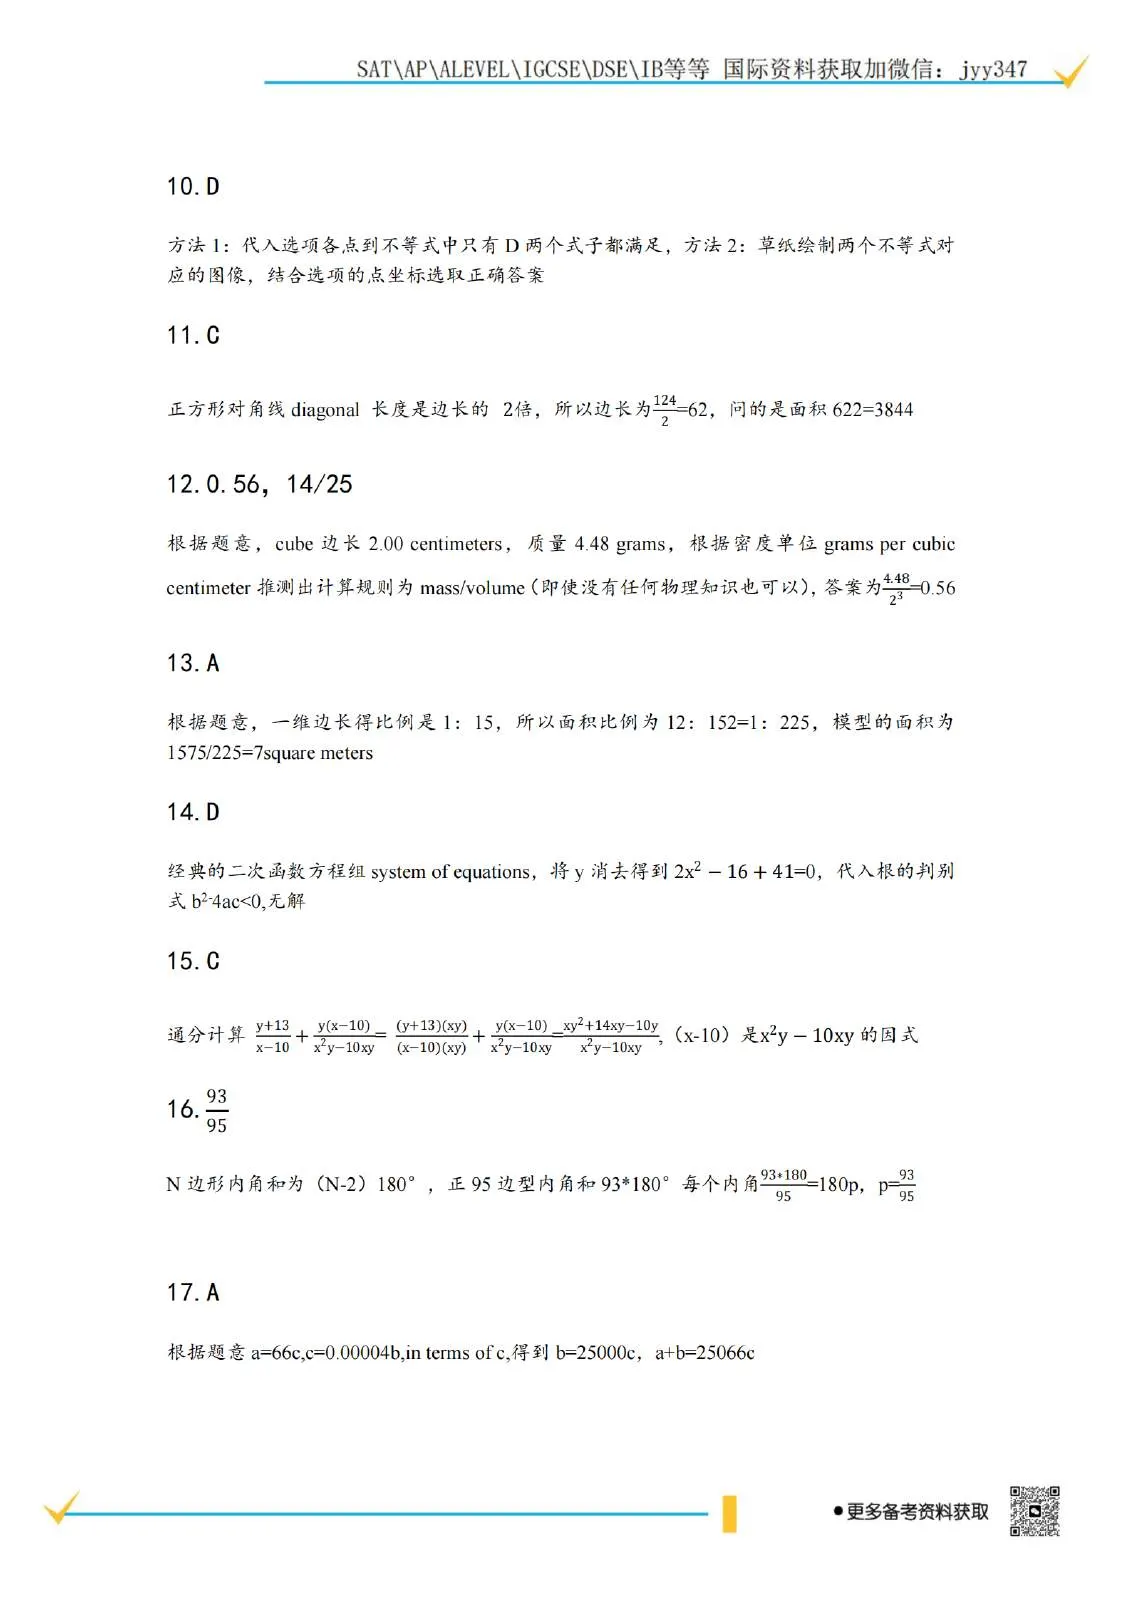 SAT\AP\ALEVEL\IGCSE\DSE\IB等等 国际资料获取加微信：jyy347
10.D
方法 1：代入选项各点到不等式中只有 D 两个式子都满足，方法 2：草纸绘制两个不等式对
应的图像，结合选项的点坐标选取正确答案
11.C
正方形对角线 diagonal 长度是边长的 2倍，所以边长为124/2=62，问的是面积 622=3844
12.0.56，14/25
根据题意，cube 边长 2.00 centimeters，质量 4.48 grams，根据密度单位 grams per cubic
centimeter 推测出计算规则为 mass/volume（即使没有任何物理知识也可以），答案为4.48/2³=0.56
13.A
根据题意，一维边长得比例是 1：15，所以面积比例为 12：152=1：225，模型的面积为
1575/225=7square meters
14.D
经典的二次函数方程组 system of equations，将 y 消去得到 2x² − 16 + 41=0，代入根的判别
式 b²-4ac<0,无解
15.C
通分计算 y+13/x−10 + y(x−10)/x²y−10xy = (y+13)(xy)/(x−10)(xy) + y(x−10)/x²y−10xy = xy²+14xy−10y/x²y−10xy,（x-10）是x²y − 10xy 的因式
16.93/95
N 边形内角和为（N-2）180°，正 95 边型内角和 93*180°每个内角93*180/95=180p，p=93/95
17.A
根据题意 a=66c,c=0.00004b,in terms of c,得到 b=25000c，a+b=25066c
●更多备考资料获取